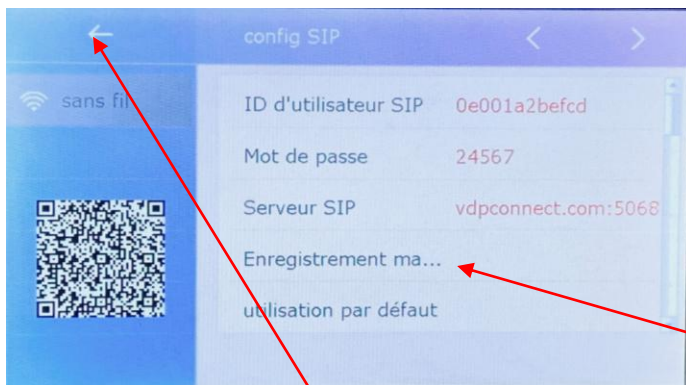 config SIP
sans fil
ID d'utilisateur SIP 0e001a2befcd
Mot de passe 24567
Serveur SIP vdpconnect.com:5068
Enregistrement ma...
utilisation par défaut